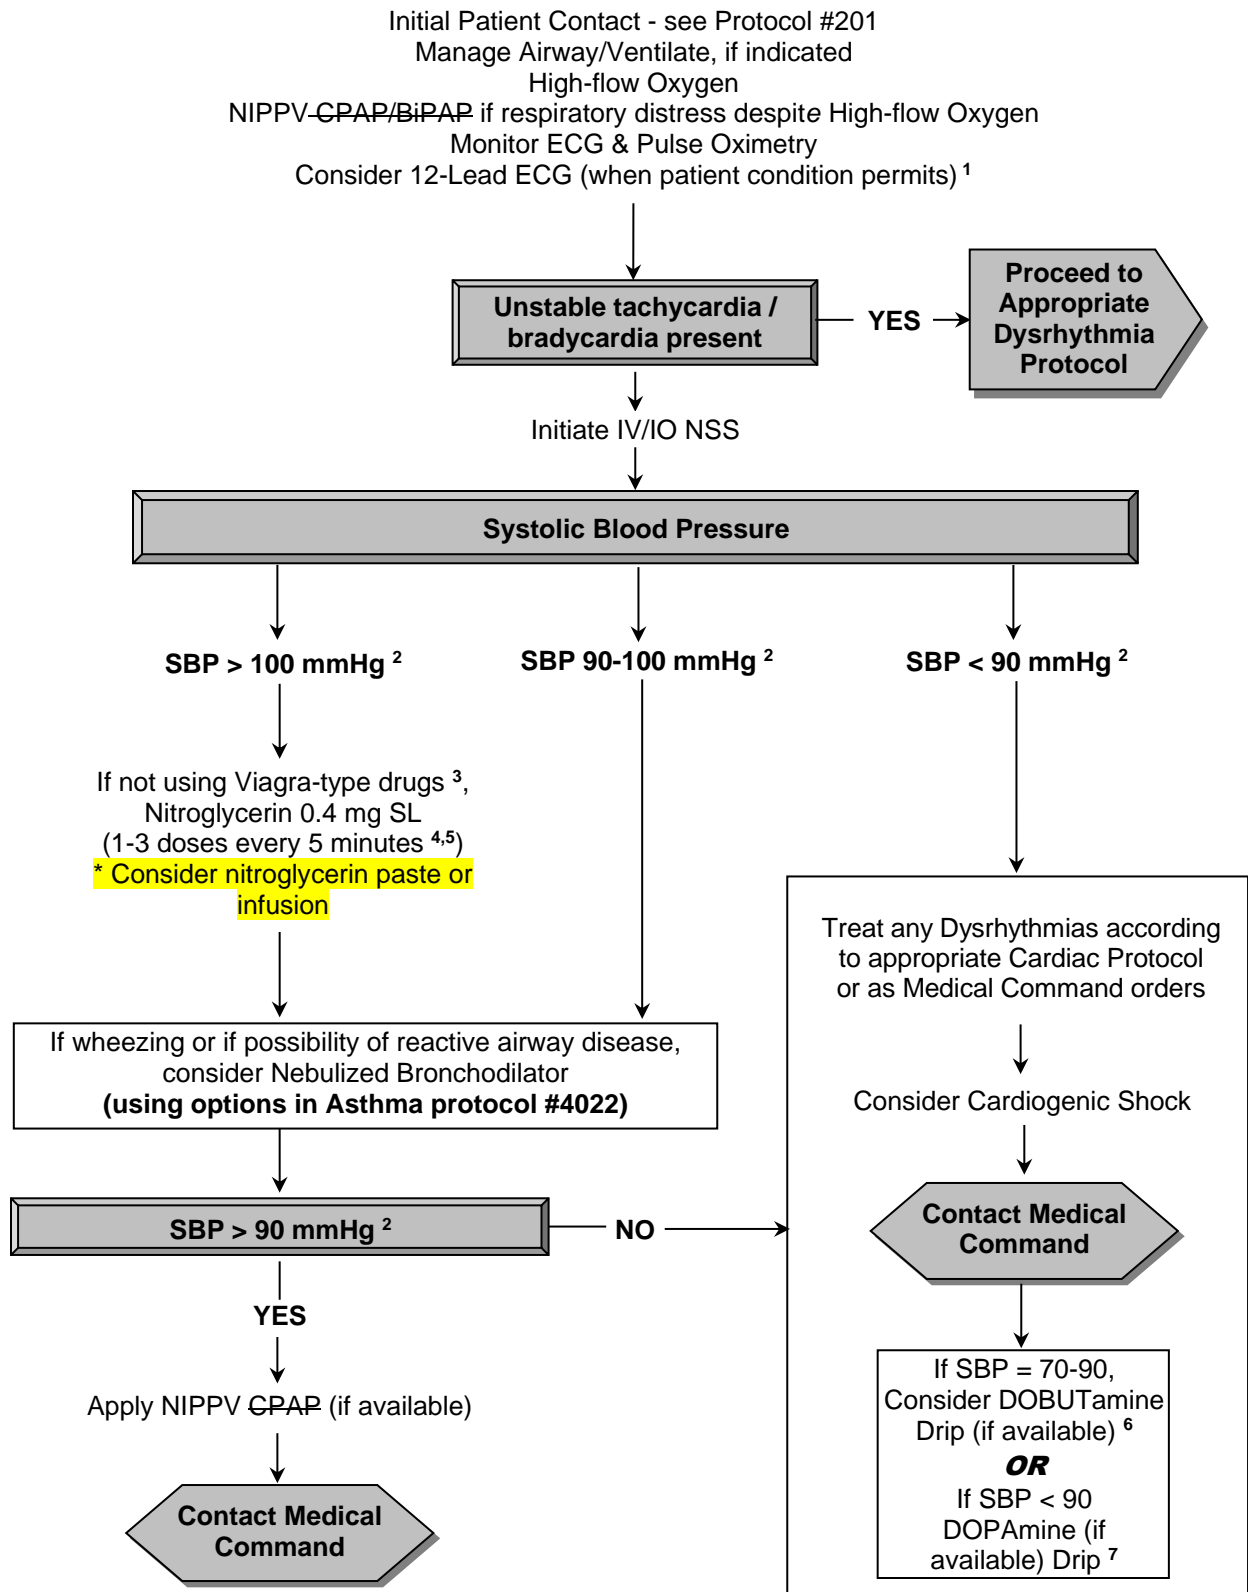 Initial Patient Contact - see Protocol #201
Manage Airway/Ventilate, if indicated
High-flow Oxygen
NIPPV CPAP/BiPAP if respiratory distress despite High-flow Oxygen
Monitor ECG & Pulse Oximetry
Consider 12-Lead ECG (when patient condition permits) 1
Unstable tachycardia /
bradycardia present
YES
Proceed to
Appropriate
Dysrhythmia
Protocol
Initiate IV/IO NSS
Systolic Blood Pressure
SBP > 100 mmHg 2
SBP 90-100 mmHg 2
SBP < 90 mmHg 2
If not using Viagra-type drugs 3,
Nitroglycerin 0.4 mg SL
(1-3 doses every 5 minutes 4,5)
* Consider nitroglycerin paste or
infusion
If wheezing or if possibility of reactive airway disease,
consider Nebulized Bronchodilator
(using options in Asthma protocol #4022)
SBP > 90 mmHg 2
NO
YES
Apply NIPPV CPAP (if available)
Contact Medical
Command
Treat any Dysrhythmias according
to appropriate Cardiac Protocol
or as Medical Command orders
Consider Cardiogenic Shock
Contact Medical
Command
If SBP = 70-90,
Consider DOBUTamine
Drip (if available) 6
OR
If SBP < 90
DOPAmine (if
available) Drip 7